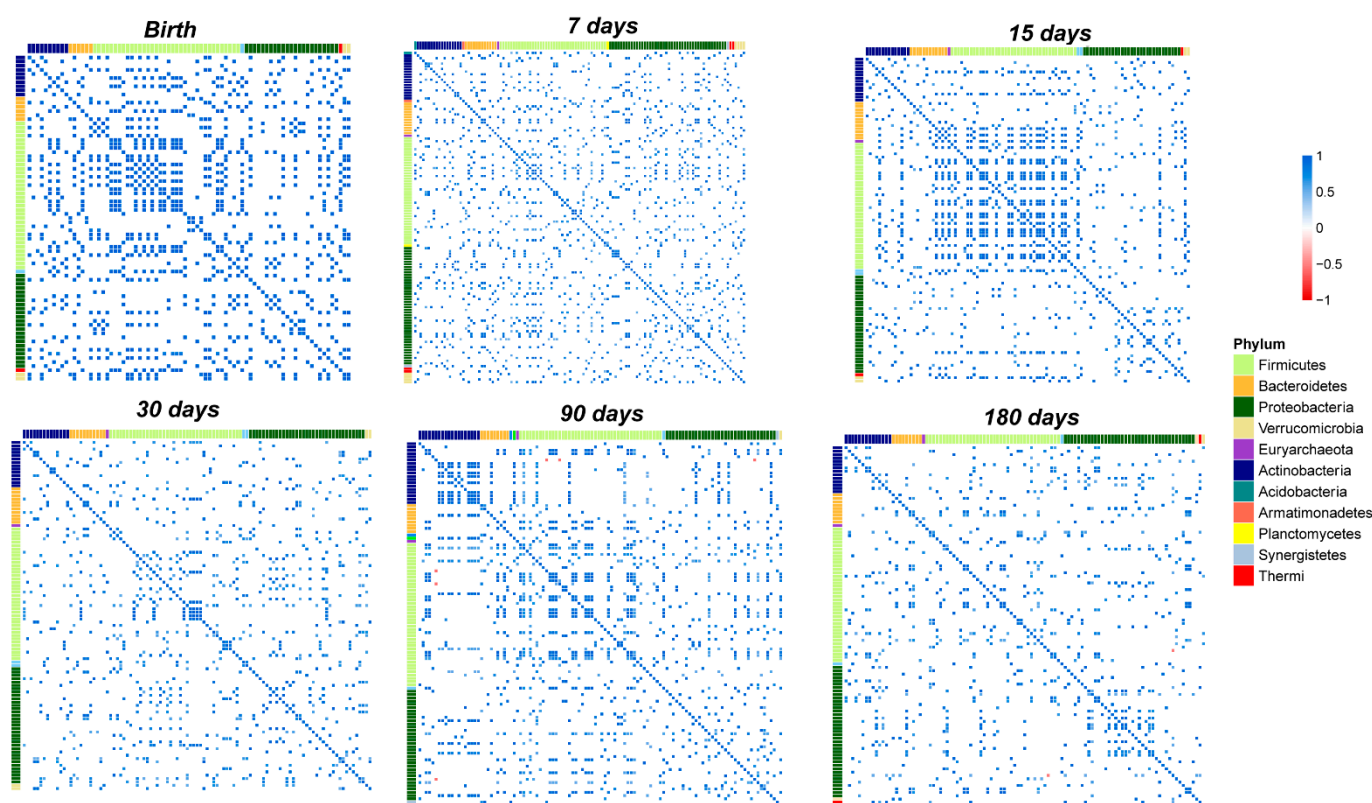 Birth
7 days
15 days
1
0.5
0
−0.5
−1
Phylum
Firmicutes
Bacteroidetes
Proteobacteria
Verrucomicrobia
Euryarchaeota
Actinobacteria
Acidobacteria
Armatimonadetes
Planctomycetes
Synergistetes
Thermi
30 days
90 days
180 days